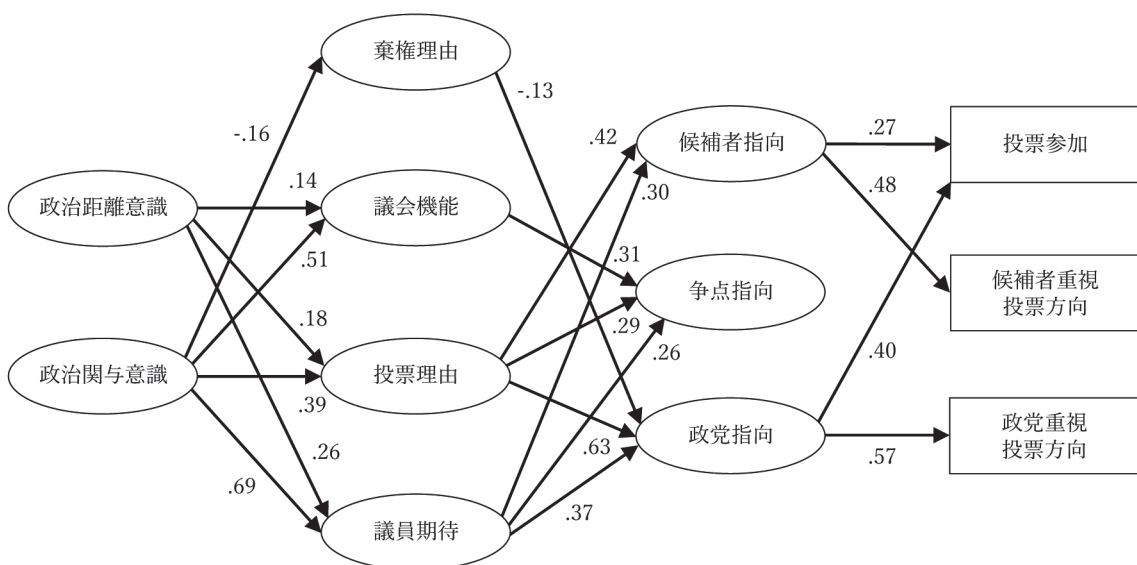 棄権理由
-.13
-.16
.42
候補者指向
.27
投票参加
.14
.30
.48
政治距離意識
議会機能
.51
.31
候補者重視
投票方向
争点指向
.18
.29
.26
.40
政治関与意識
投票理由
.39
政党指向
政党重視
投票方向
.26
.63
.57
.69
.37
議員期待